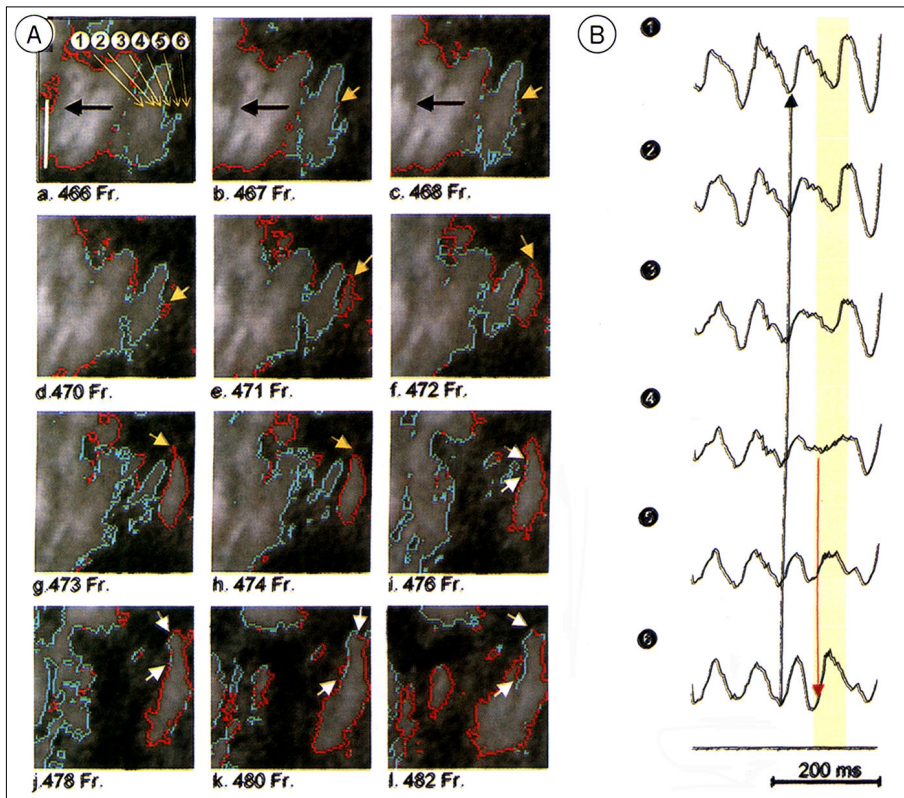 A
1 2 3 4 5 6
a. 466 Fr.
b. 467 Fr.
c. 468 Fr.
d. 470 Fr.
e. 471 Fr.
f. 472 Fr.
g. 473 Fr.
h. 474 Fr.
i. 476 Fr.
j. 478 Fr.
k. 480 Fr.
l. 482 Fr.
B
1
2
3
4
5
6
200 ms